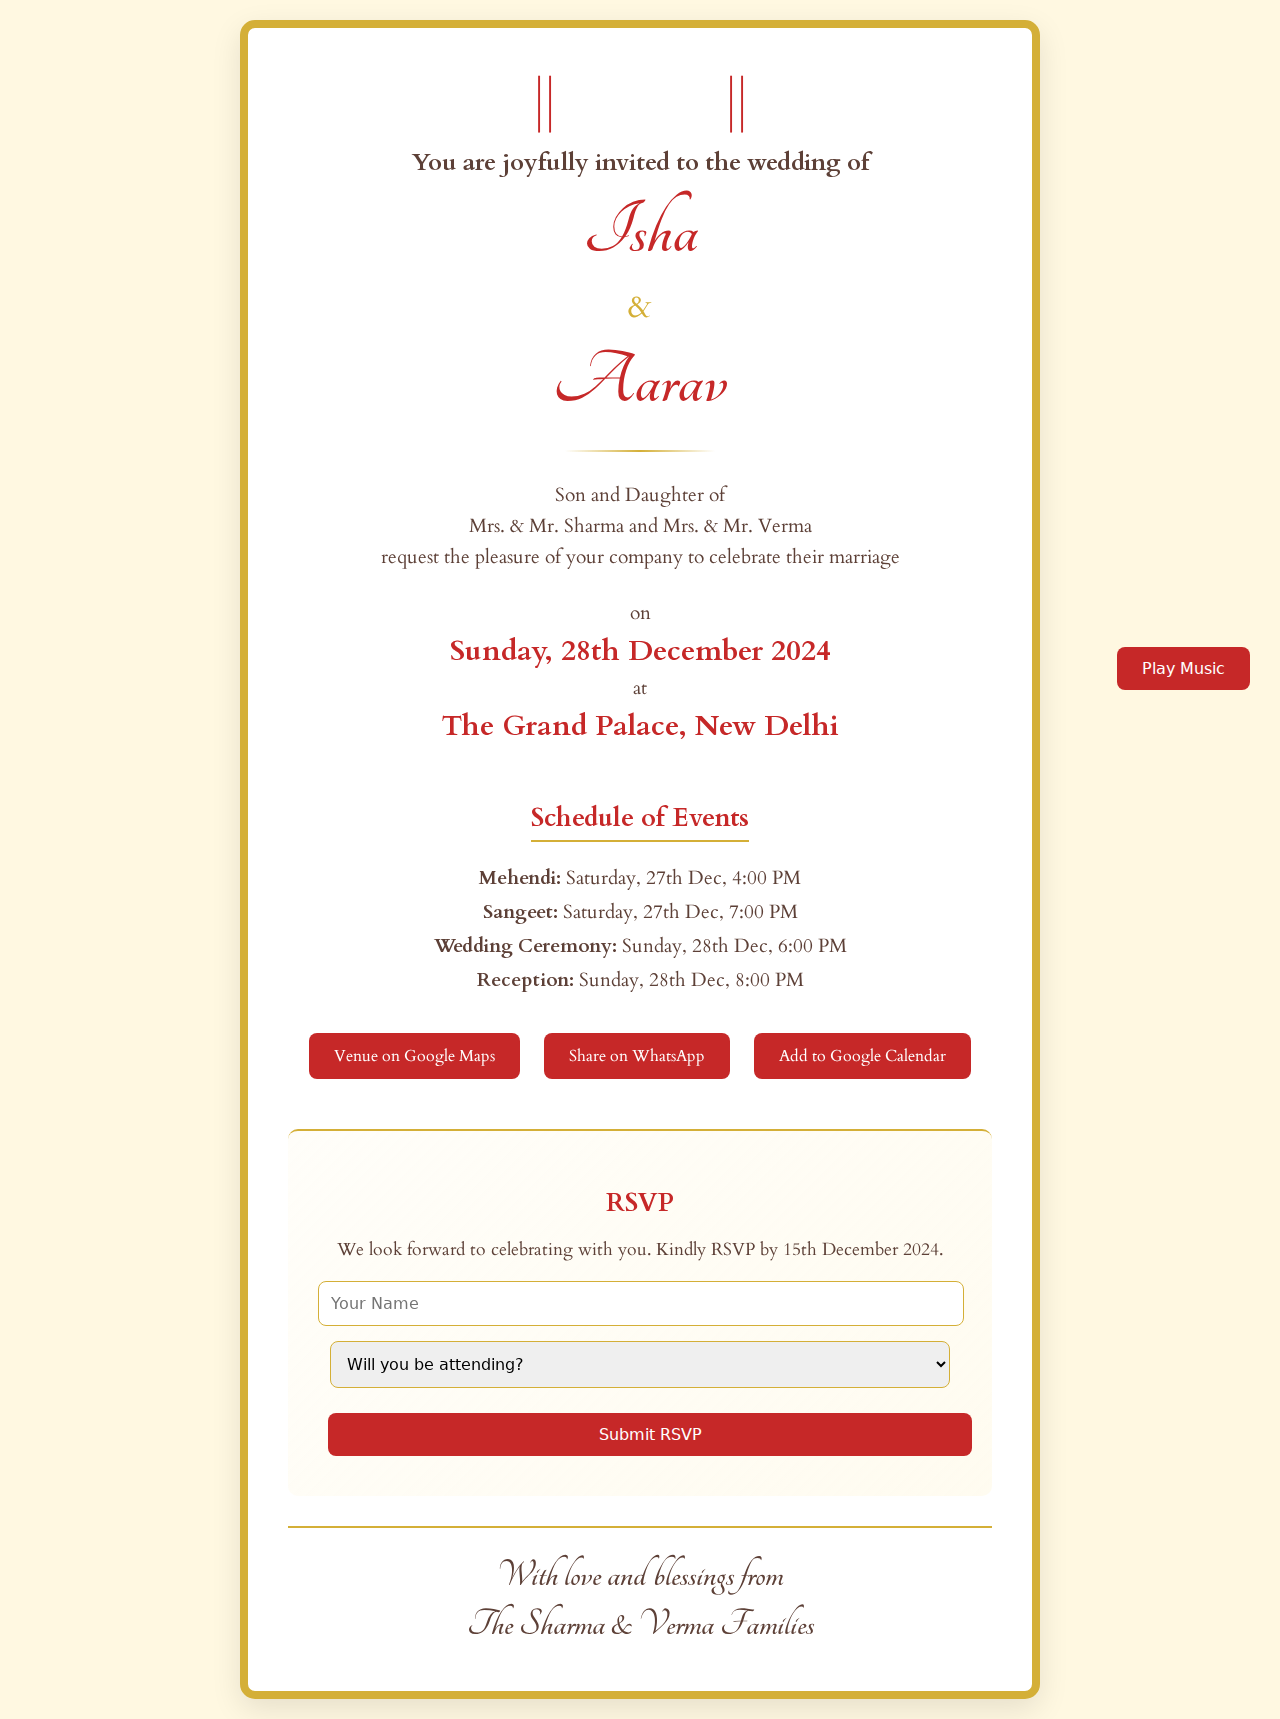 ||          ||
You are joyfully invited to the wedding of
Isha
&
Aarav
Son and Daughter of
Mrs. & Mr. Sharma and Mrs. & Mr. Verma
request the pleasure of your company to celebrate their marriage
on
Sunday, 28th December 2024
at
The Grand Palace, New Delhi
Play Music
Schedule of Events
Mehendi: Saturday, 27th Dec, 4:00 PM
Sangeet: Saturday, 27th Dec, 7:00 PM
Wedding Ceremony: Sunday, 28th Dec, 6:00 PM
Reception: Sunday, 28th Dec, 8:00 PM
Venue on Google Maps
Share on WhatsApp
Add to Google Calendar
RSVP
We look forward to celebrating with you. Kindly RSVP by 15th December 2024.
Your Name
Will you be attending?
Submit RSVP
With love and blessings from
The Sharma & Verma Families